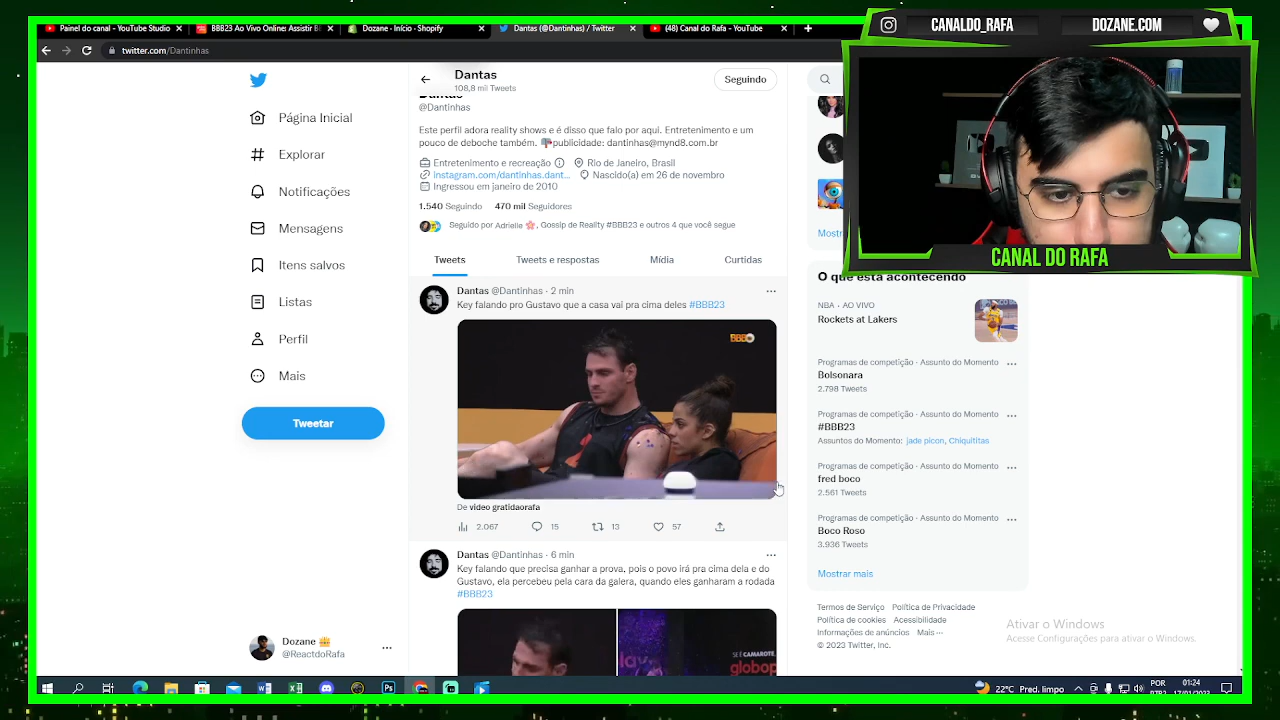 Painel do canal - YouTube Studio
BBB23 Ao Vivo Online: Assistir B
Dozane - Início - Shopify
Dantas (@Dantinhas) / Twitter
(48) Canal do Rafa - YouTube
twitter.com/Dantinhas
CANALDO_RAFA
DOZANE.COM
CANAL DO RAFA
Página Inicial
Explorar
Notificações
Mensagens
Itens salvos
Listas
Perfil
Mais
Tweetar
Dozane
@ReactdoRafa
Dantas
108,8 mil Tweets
Seguindo
Dantas
@Dantinhas
Este perfil adora reality shows e é disso que falo por aqui. Entretenimento e um
pouco de deboche também. publicidade: dantinhas@mynd8.com.br
Entretenimento e recreação Rio de Janeiro, Brasil
instagram.com/dantinhas.dant... Nascido(a) em 26 de novembro
Ingressou em janeiro de 2010
1.540 Seguindo 470 mil Seguidores
Seguido por Adrielle , Gossip de Reality #BBB23 e outros 4 que você segue
Tweets Tweets e respostas Mídia Curtidas
Dantas @Dantinhas · 2 min
Key falando pro Gustavo que a casa vai pra cima deles #BBB23
BBB
De video gratidaorafa
2.067 15 13 57
Dantas @Dantinhas · 6 min
Key falando que precisa ganhar a prova, pois o povo irá pra cima dela e do
Gustavo, ela percebeu pela cara da galera, quando eles ganharam a rodada
#BBB23
SE É CAMAROTE,
globop
Mostr
O que está acontecendo
NBA · AO VIVO
Rockets at Lakers
Programas de competição · Assunto do Momento
Bolsonara
2.798 Tweets
Programas de competição · Assunto do Momento
#BBB23
Assuntos do Momento: jade picon, Chiquititas
Programas de competição · Assunto do Momento
fred boco
2.561 Tweets
Programas de competição · Assunto do Momento
Boco Roso
3.936 Tweets
Mostrar mais
Termos de Serviço Política de Privacidade
Política de cookies Acessibilidade
Informações de anúncios Mais ···
© 2023 Twitter, Inc.
Ativar o Windows
Acesse Configurações para ativar o Windows.
22°C Pred. limpo
POR
PTB2
01:24
17/01/2023